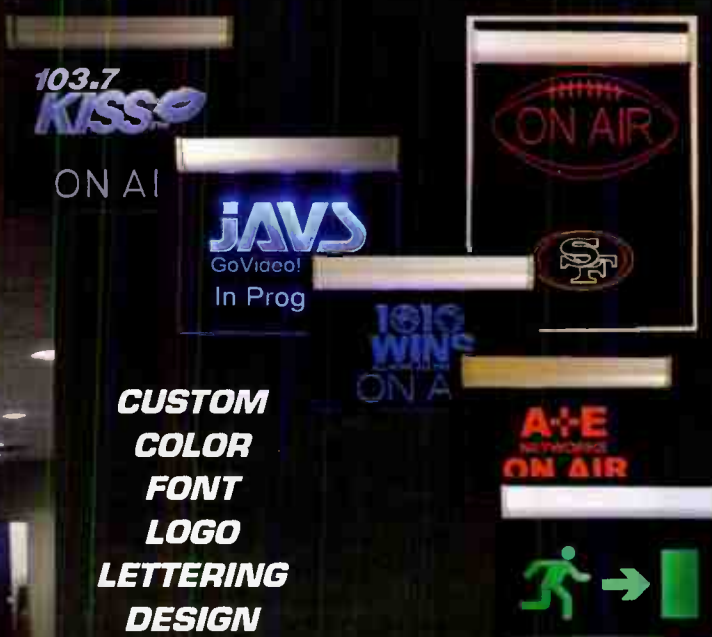 103.7
KISS
ON AI
jAVS
GoVideo!
In Prog
ON AIR
SF
1010
WINS
ON A
A+E
NETWORKS
ON AIR
CUSTOM
COLOR
FONT
LOGO
LETTERING
DESIGN